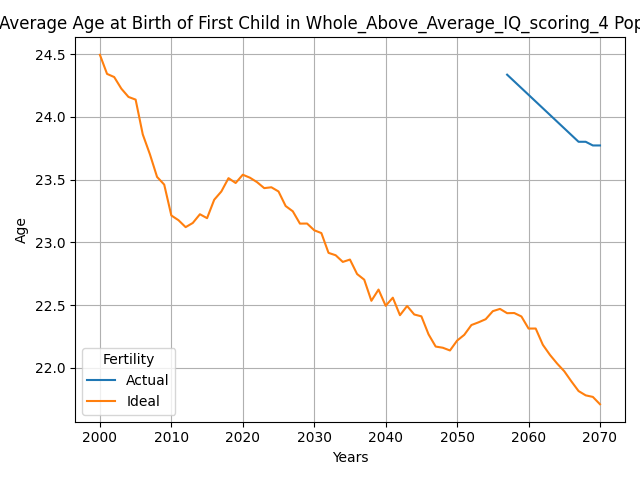 Average Age at Birth of First Child in Whole_Above_Average_IQ_scoring_4 Pop
24.5
24.0
23.5
23.0
22.5
22.0
Age
Fertility
Actual
Ideal
2000 2010 2020 2030 2040 2050 2060 2070
Years